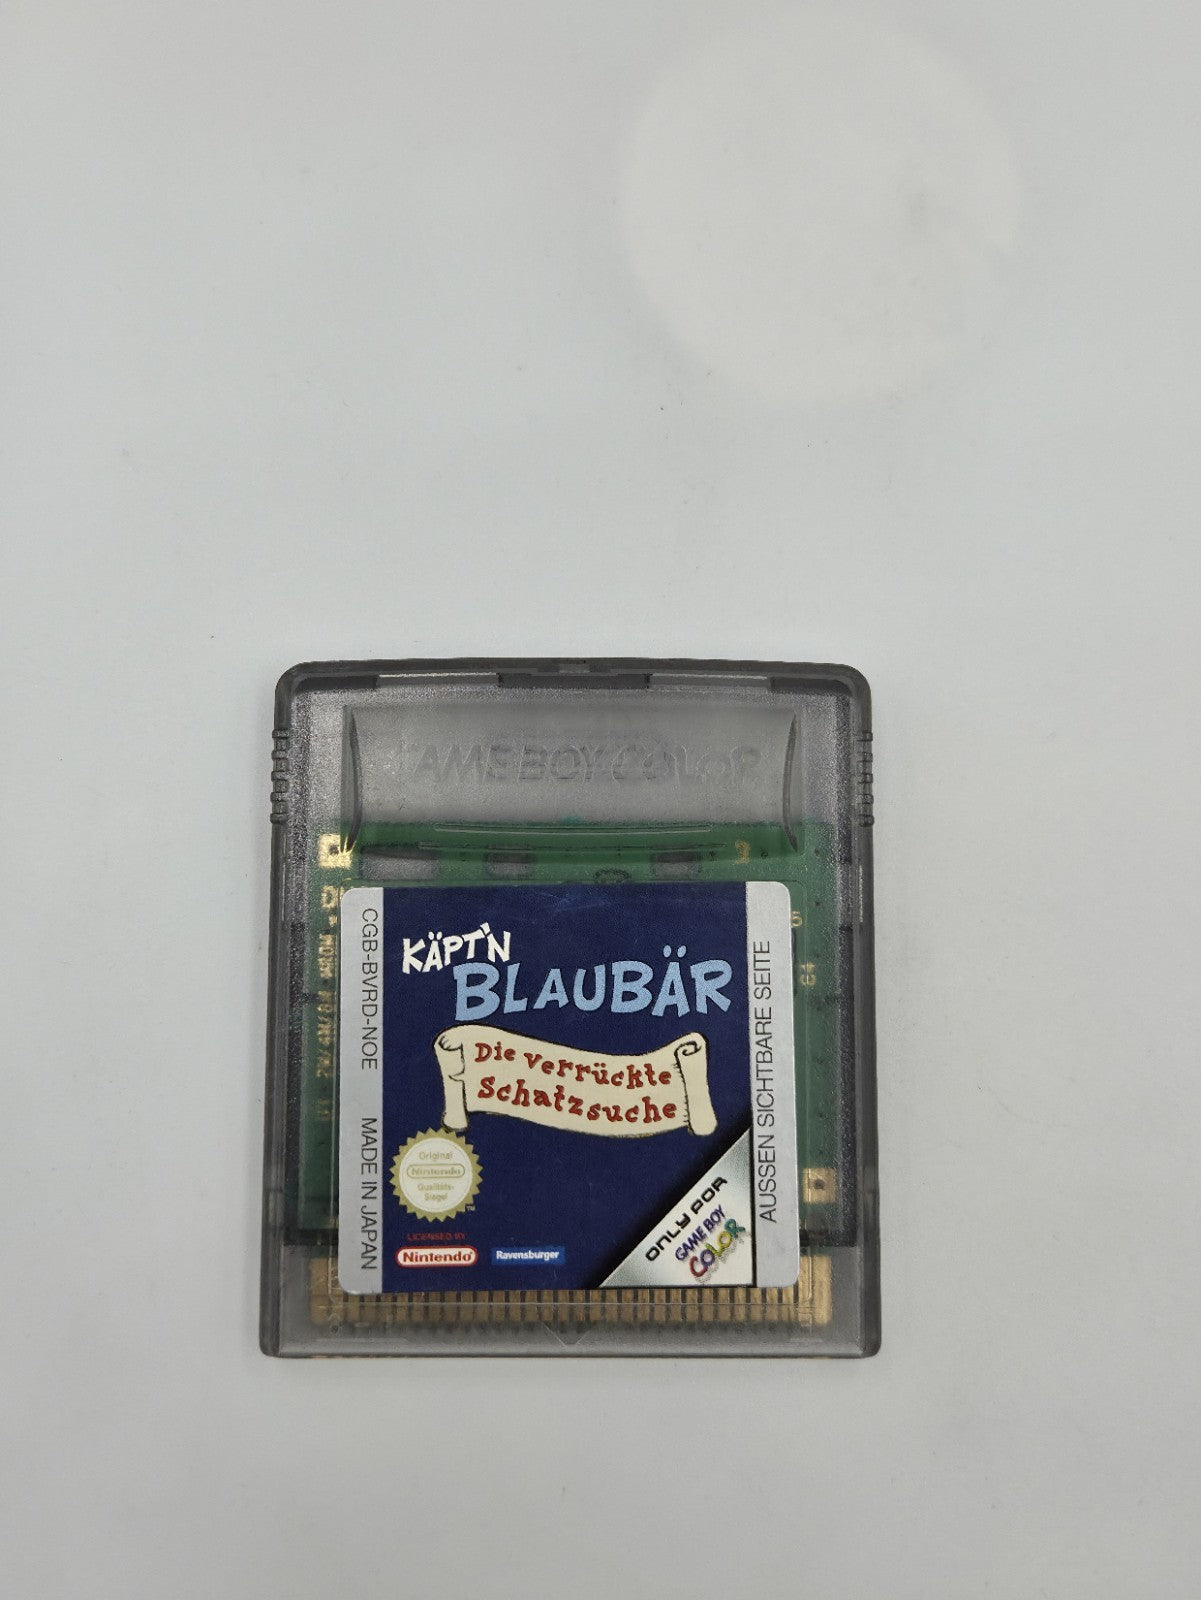 GAME BOY COLOR
CGB-BVRD-NOE MADE IN JAPAN
KÄPT'N
BLAUBÄR
Die verrückte
Schatzsuche
Original
Nintendo
Qualitäts-
Siegel
TM
LICENSED BY
Nintendo
Ravensburger
ONLY FOR
GAME BOY
COLOR
AUSSEN SICHTBARE SEITE